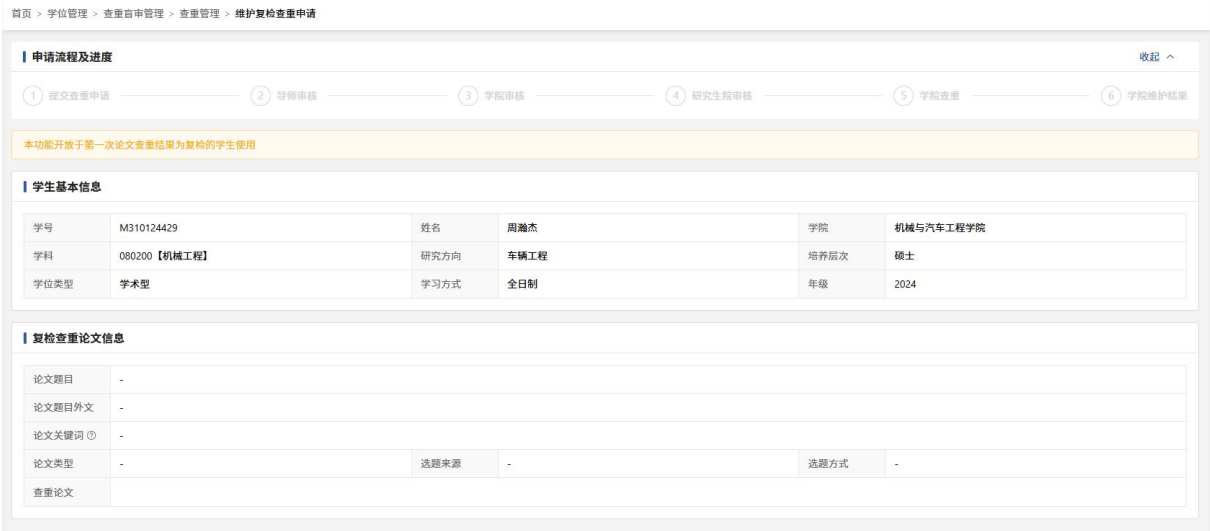 首页 > 学位管理 > 查重盲审管理 > 查重管理 > 维护复检查重申请
申请流程及进度 收起
1 提交查重申请 2 导师审核 3 学院审核 4 研究生院审核 5 学院查重 6 学院维护结果
本功能开放于第一次论文查重结果为复检的学生使用
学生基本信息
学号 M310124429 姓名 周瀚杰 学院 机械与汽车工程学院
学科 080200【机械工程】 研究方向 车辆工程 培养层次 硕士
学位类型 学术型 学习方式 全日制 年级 2024
复检查重论文信息
论文题目 -
论文题目外文 -
论文关键词 ? -
论文类型 - 选题来源 - 选题方式 -
查重论文